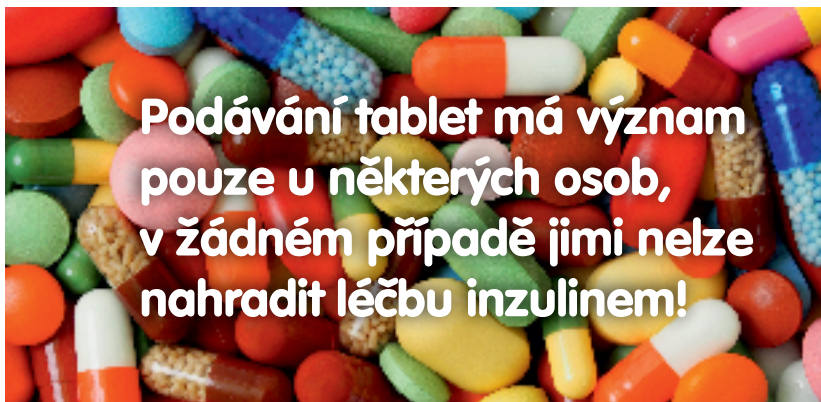 Podávání tablet má význam
pouze u některých osob,
v žádném případě jimi nelze
nahradit léčbu inzulinem!